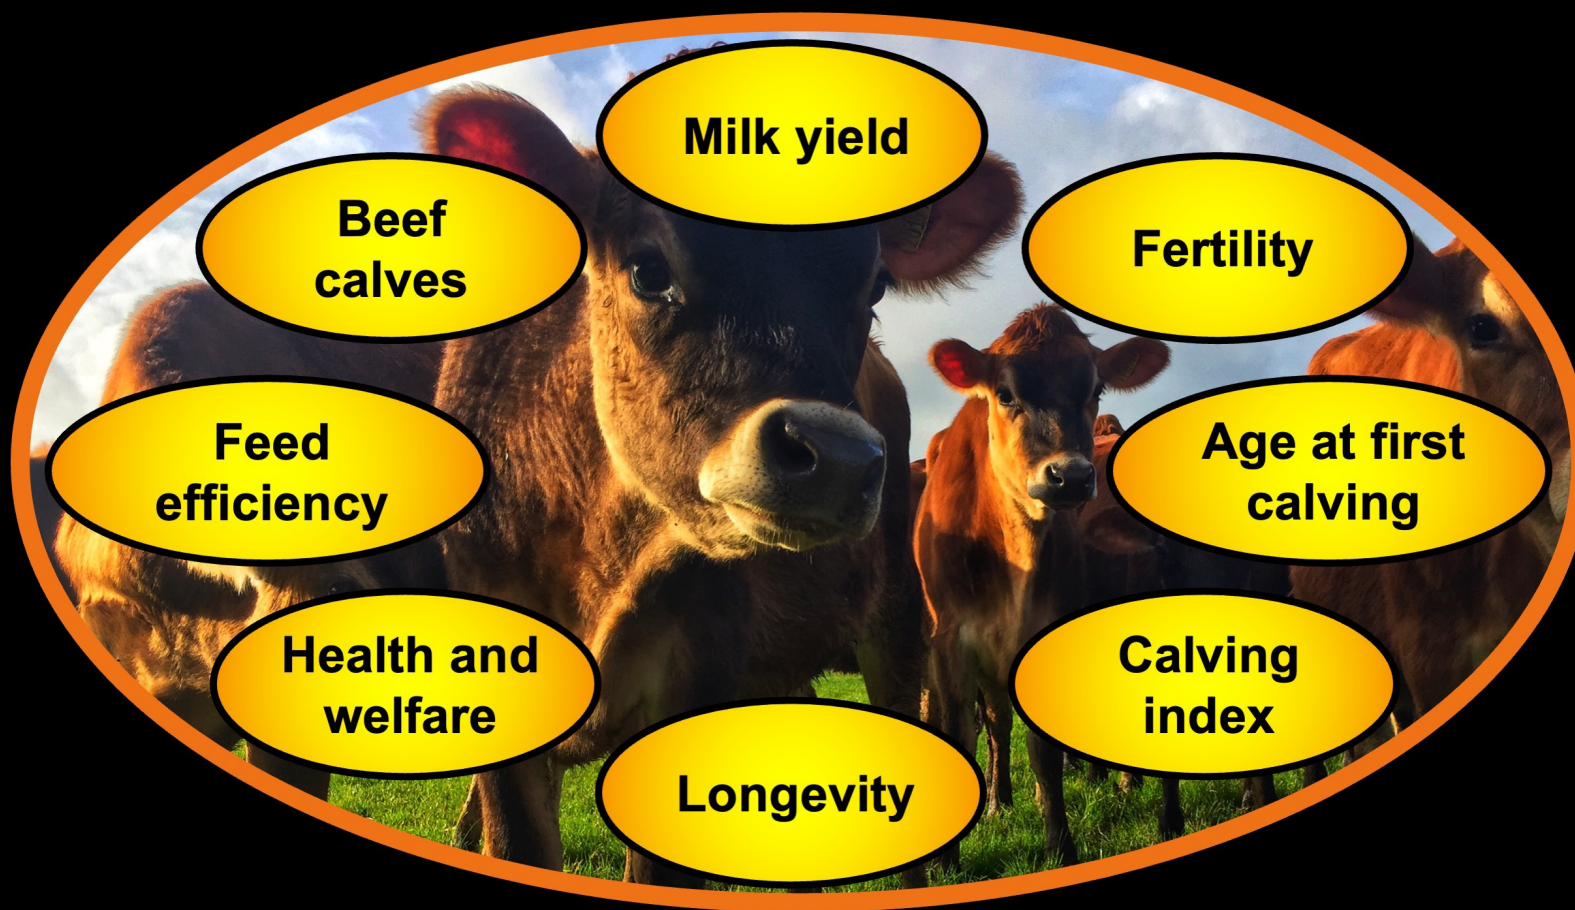 Milk yield
Beef
calves
Fertility
Feed
efficiency
Age at first
calving
Health and
welfare
Calving
index
Longevity